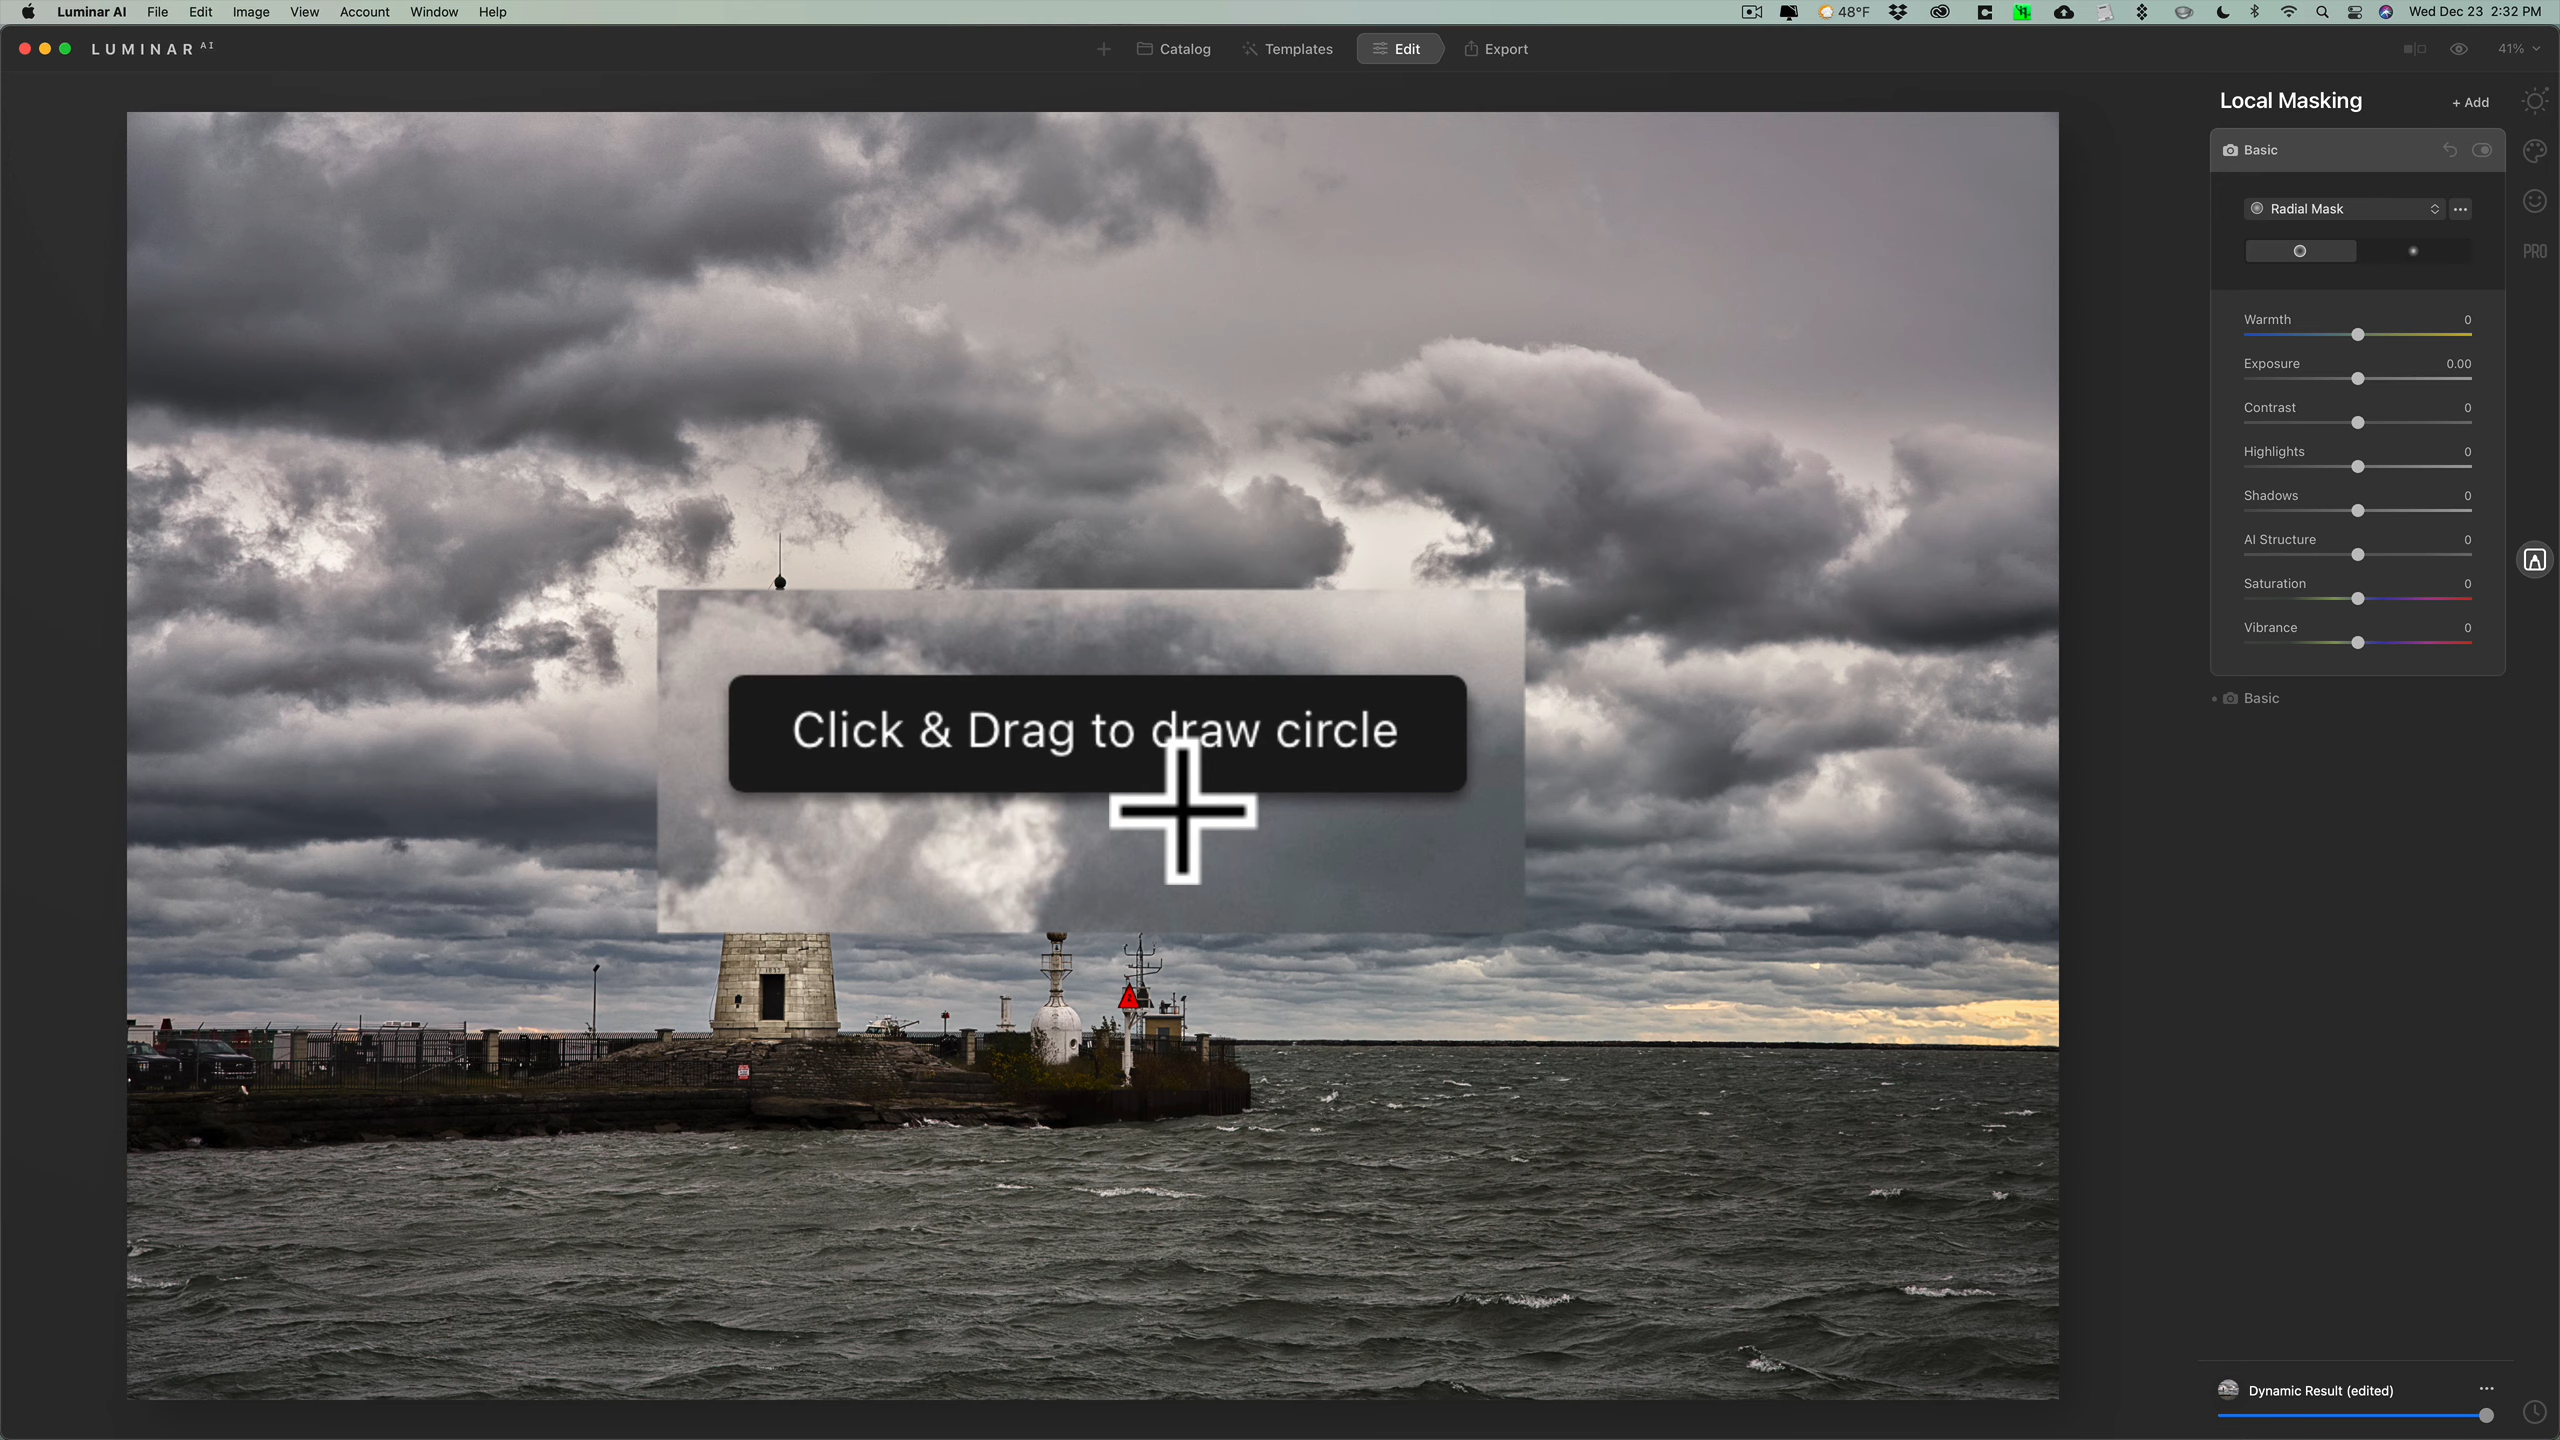 Luminar AI File Edit Image View Account Window Help
48°F
Wed Dec 23 2:32 PM
LUMINAR AI
Catalog
Templates
Edit
Export
41%
Local Masking
+ Add
Basic
Radial Mask
PRO
Warmth 0
Exposure 0.00
Contrast 0
Highlights 0
Shadows 0
AI Structure 0
Saturation 0
Vibrance 0
Basic
Click & Drag to draw circle
1833
Dynamic Result (edited)